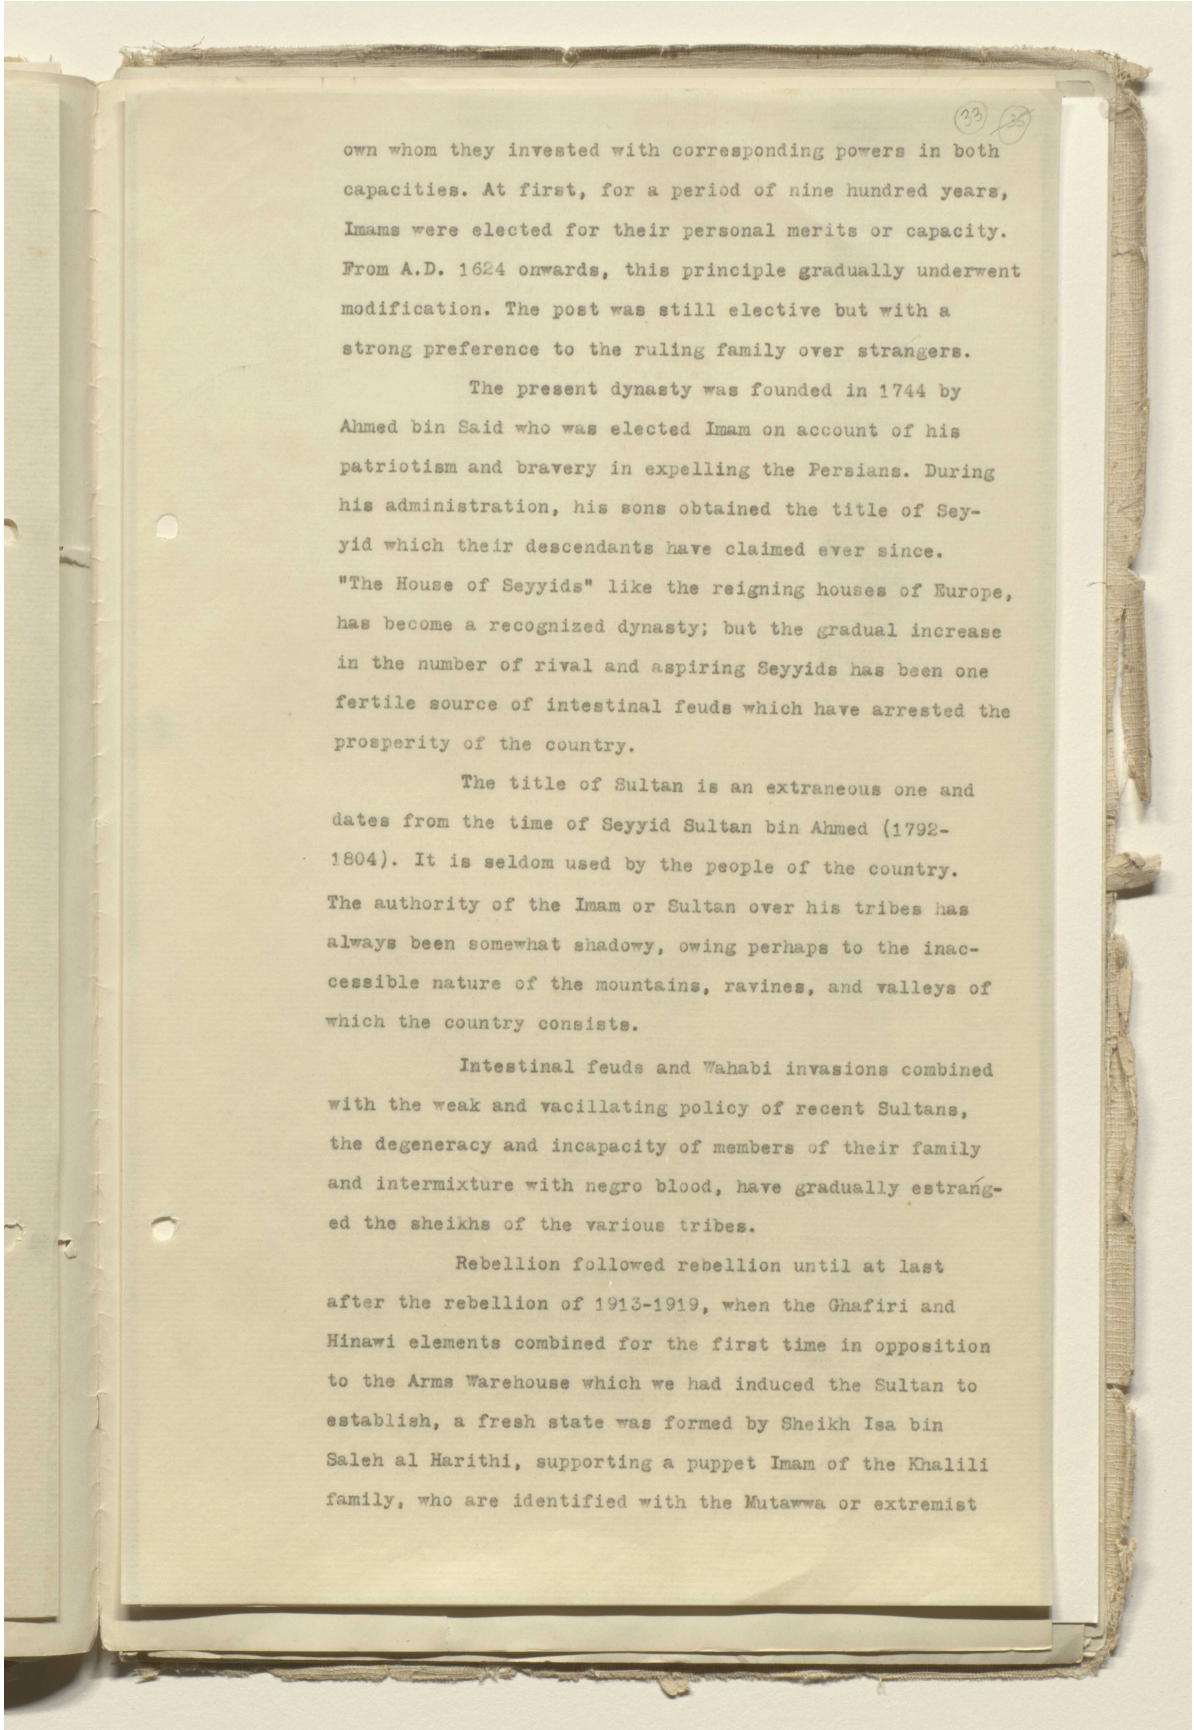 33 35
own whom they invested with corresponding powers in both
capacities. At first, for a period of nine hundred years,
Imams were elected for their personal merits or capacity.
From A.D. 1624 onwards, this principle gradually underwent
modification. The post was still elective but with a
strong preference to the ruling family over strangers.
The present dynasty was founded in 1744 by
Ahmed bin Said who was elected Imam on account of his
patriotism and bravery in expelling the Persians. During
his administration, his sons obtained the title of Sey-
yid which their descendants have claimed ever since.
"The House of Seyyids" like the reigning houses of Europe,
has become a recognized dynasty; but the gradual increase
in the number of rival and aspiring Seyyids has been one
fertile source of intestinal feuds which have arrested the
prosperity of the country.
The title of Sultan is an extraneous one and
dates from the time of Seyyid Sultan bin Ahmed (1792-
1804). It is seldom used by the people of the country.
The authority of the Imam or Sultan over his tribes has
always been somewhat shadowy, owing perhaps to the inac-
cessible nature of the mountains, ravines, and valleys of
which the country consists.
Intestinal feuds and Wahabi invasions combined
with the weak and vacillating policy of recent Sultans,
the degeneracy and incapacity of members of their family
and intermixture with negro blood, have gradually estrang-
ed the sheikhs of the various tribes.
Rebellion followed rebellion until at last
after the rebellion of 1913-1919, when the Ghafiri and
Hinawi elements combined for the first time in opposition
to the Arms Warehouse which we had induced the Sultan to
establish, a fresh state was formed by Sheikh Isa bin
Saleh al Harithi, supporting a puppet Imam of the Khalili
family, who are identified with the Mutawwa or extremist